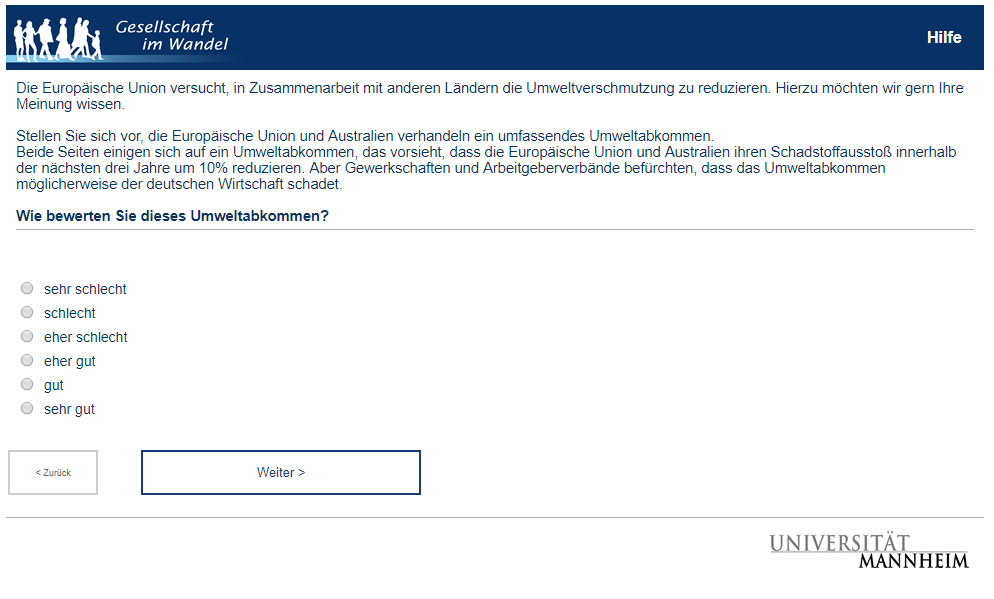 Gesellschaft
im Wandel
Hilfe
Die Europäische Union versucht, in Zusammenarbeit mit anderen Ländern die Umweltverschmutzung zu reduzieren. Hierzu möchten wir gern Ihre
Meinung wissen.
Stellen Sie sich vor, die Europäische Union und Australien verhandeln ein umfassendes Umweltabkommen.
Beide Seiten einigen sich auf ein Umweltabkommen, das vorsieht, dass die Europäische Union und Australien ihren Schadstoffausstoß innerhalb
der nächsten drei Jahre um 10% reduzieren. Aber Gewerkschaften und Arbeitgeberverbände befürchten, dass das Umweltabkommen
möglicherweise der deutschen Wirtschaft schadet.
Wie bewerten Sie dieses Umweltabkommen?
sehr schlecht
schlecht
eher schlecht
eher gut
gut
sehr gut
< Zurück
Weiter >
UNIVERSITÄT
MANNHEIM